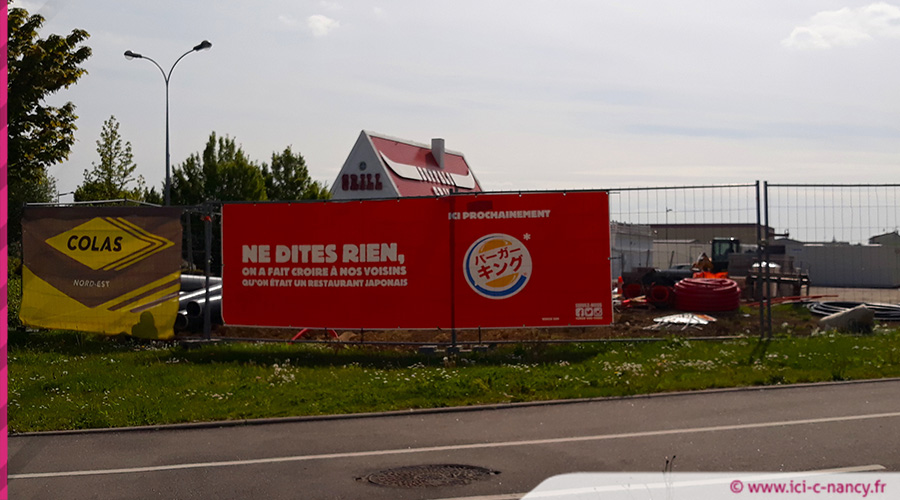 GRILL
COLAS
NORD-EST
NE DITES RIEN,
ON A FAIT CROIRE À NOS VOISINS
QU'ON ÉTAIT UN RESTAURANT JAPONAIS
ICI PROCHAINEMENT
バーガー
キング
*
© www.ici-c-nancy.fr